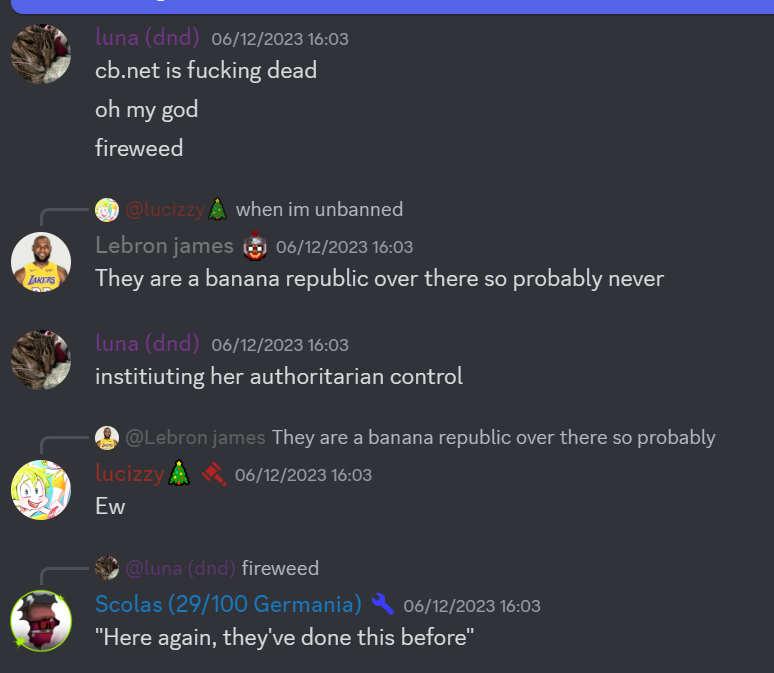 luna (dnd) 06/12/2023 16:03
cb.net is fucking dead
oh my god
fireweed
@lucizzy🎄 when im unbanned
Lebron james 06/12/2023 16:03
They are a banana republic over there so probably never
luna (dnd) 06/12/2023 16:03
institiuting her authoritarian control
@Lebron james They are a banana republic over there so probably
lucizzy🎄 06/12/2023 16:03
Ew
@luna (dnd) fireweed
Scolas (29/100 Germania) 06/12/2023 16:03
"Here again, they've done this before"